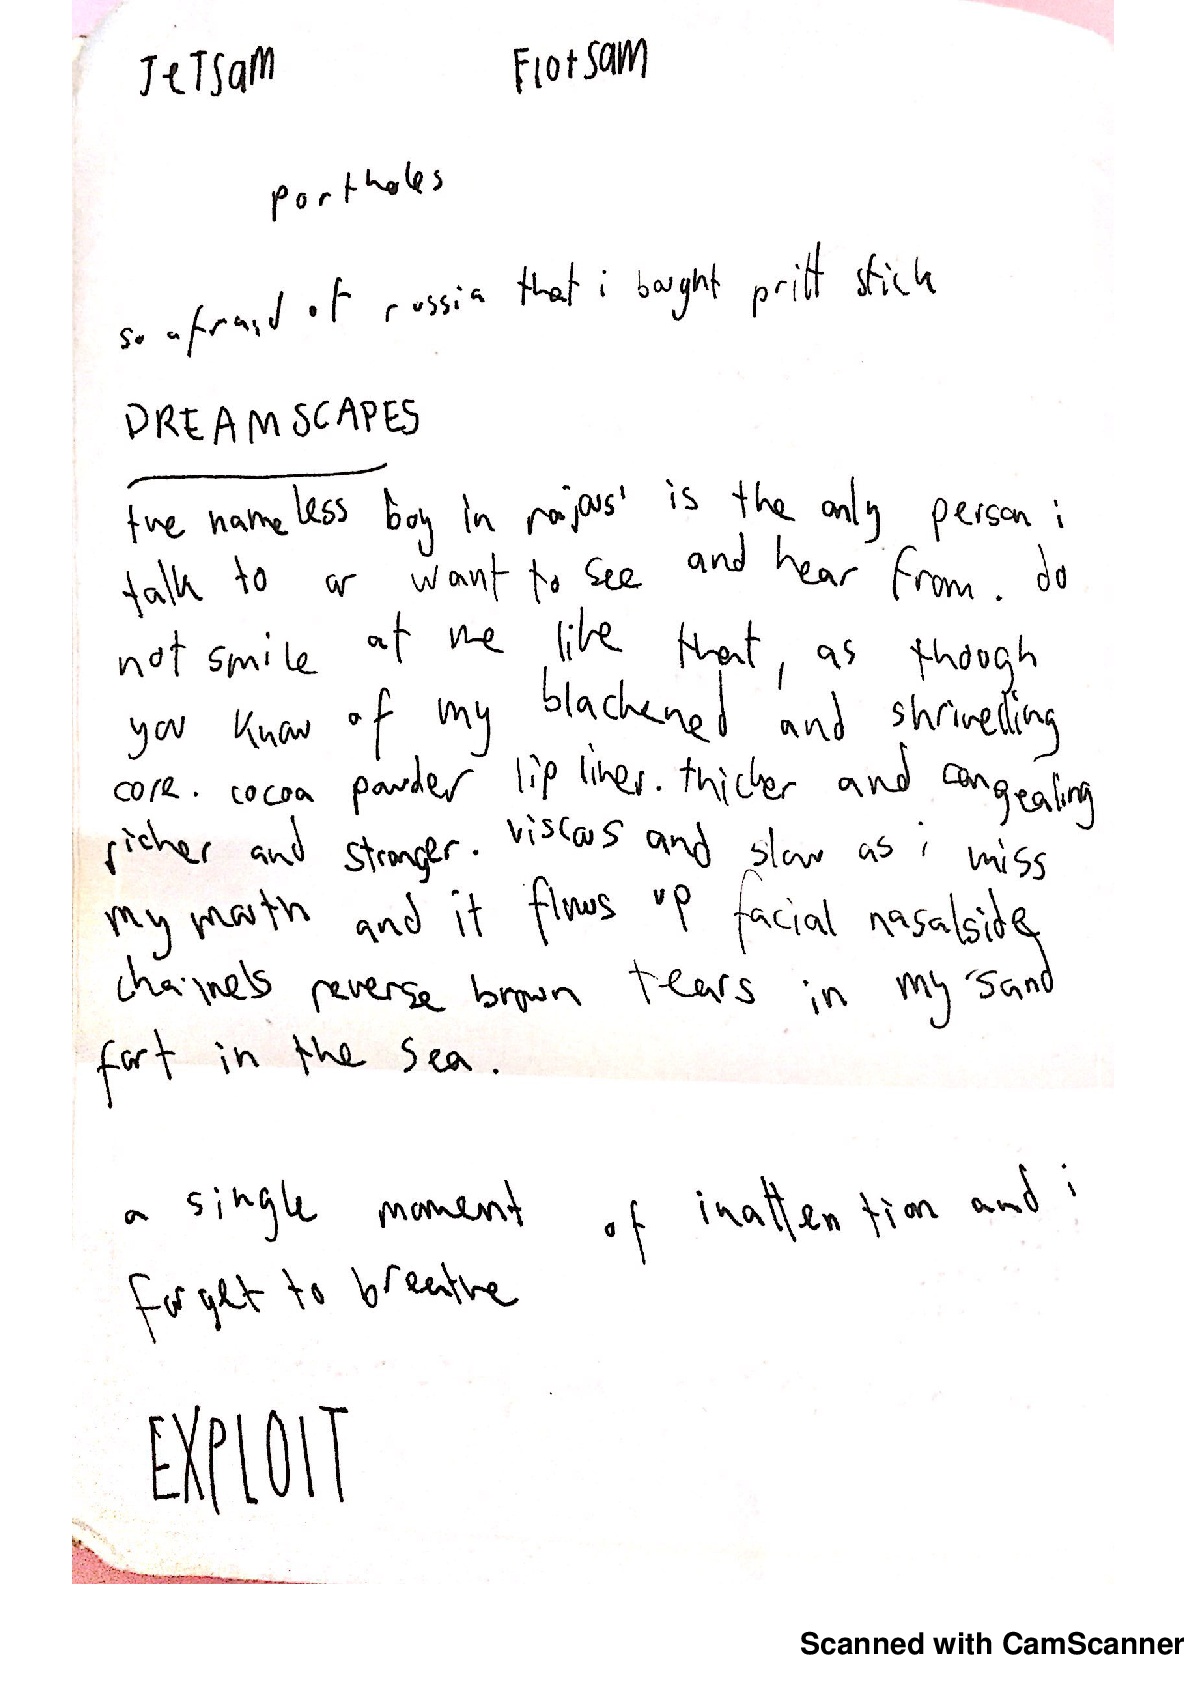 JeTSam Flotsam
portholes
so afraid of russia that i bought pritt stick
DREAMSCAPES
the nameless boy in rajavs' is the only person i
talk to or want to see and hear from. do
not smile at me like that, as though
you know of my blackened and shrivelling
core. cocoa powder lip liner. thicker and congealing
richer and stronger. viscous and slow as i miss
my mouth and it flows up facial nasalside
channels reverse brown tears in my sand
fort in the sea.
a single moment of inattention and i
forget to breathe
EXPLOIT
Scanned with CamScanner